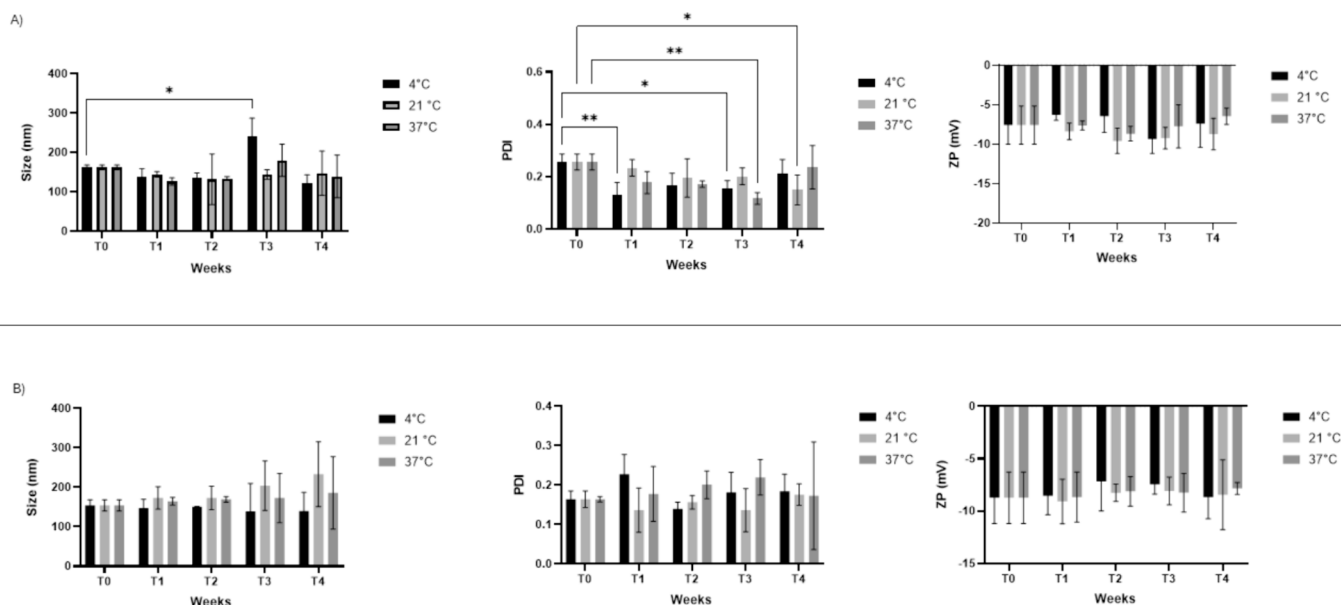 A)
Size (nm)
400
300
200
100
0
*
T0 T1 T2 T3 T4
Weeks
4°C
21 °C
37°C
PDI
0.6
0.4
0.2
0.0
*
**
*
**
T0 T1 T2 T3 T4
Weeks
4°C
21 °C
37°C
ZP (mV)
0
-5
-10
-15
-20
T0 T1 T2 T3 T4
Weeks
4°C
21 °C
37°C
B)
Size (nm)
400
300
200
100
0
T0 T1 T2 T3 T4
Weeks
4°C
21 °C
37°C
PDI
0.4
0.3
0.2
0.1
0.0
T0 T1 T2 T3 T4
Weeks
4°C
21 °C
37°C
ZP (mV)
0
-5
-10
-15
T0 T1 T2 T3 T4
Weeks
4°C
21 °C
37°C